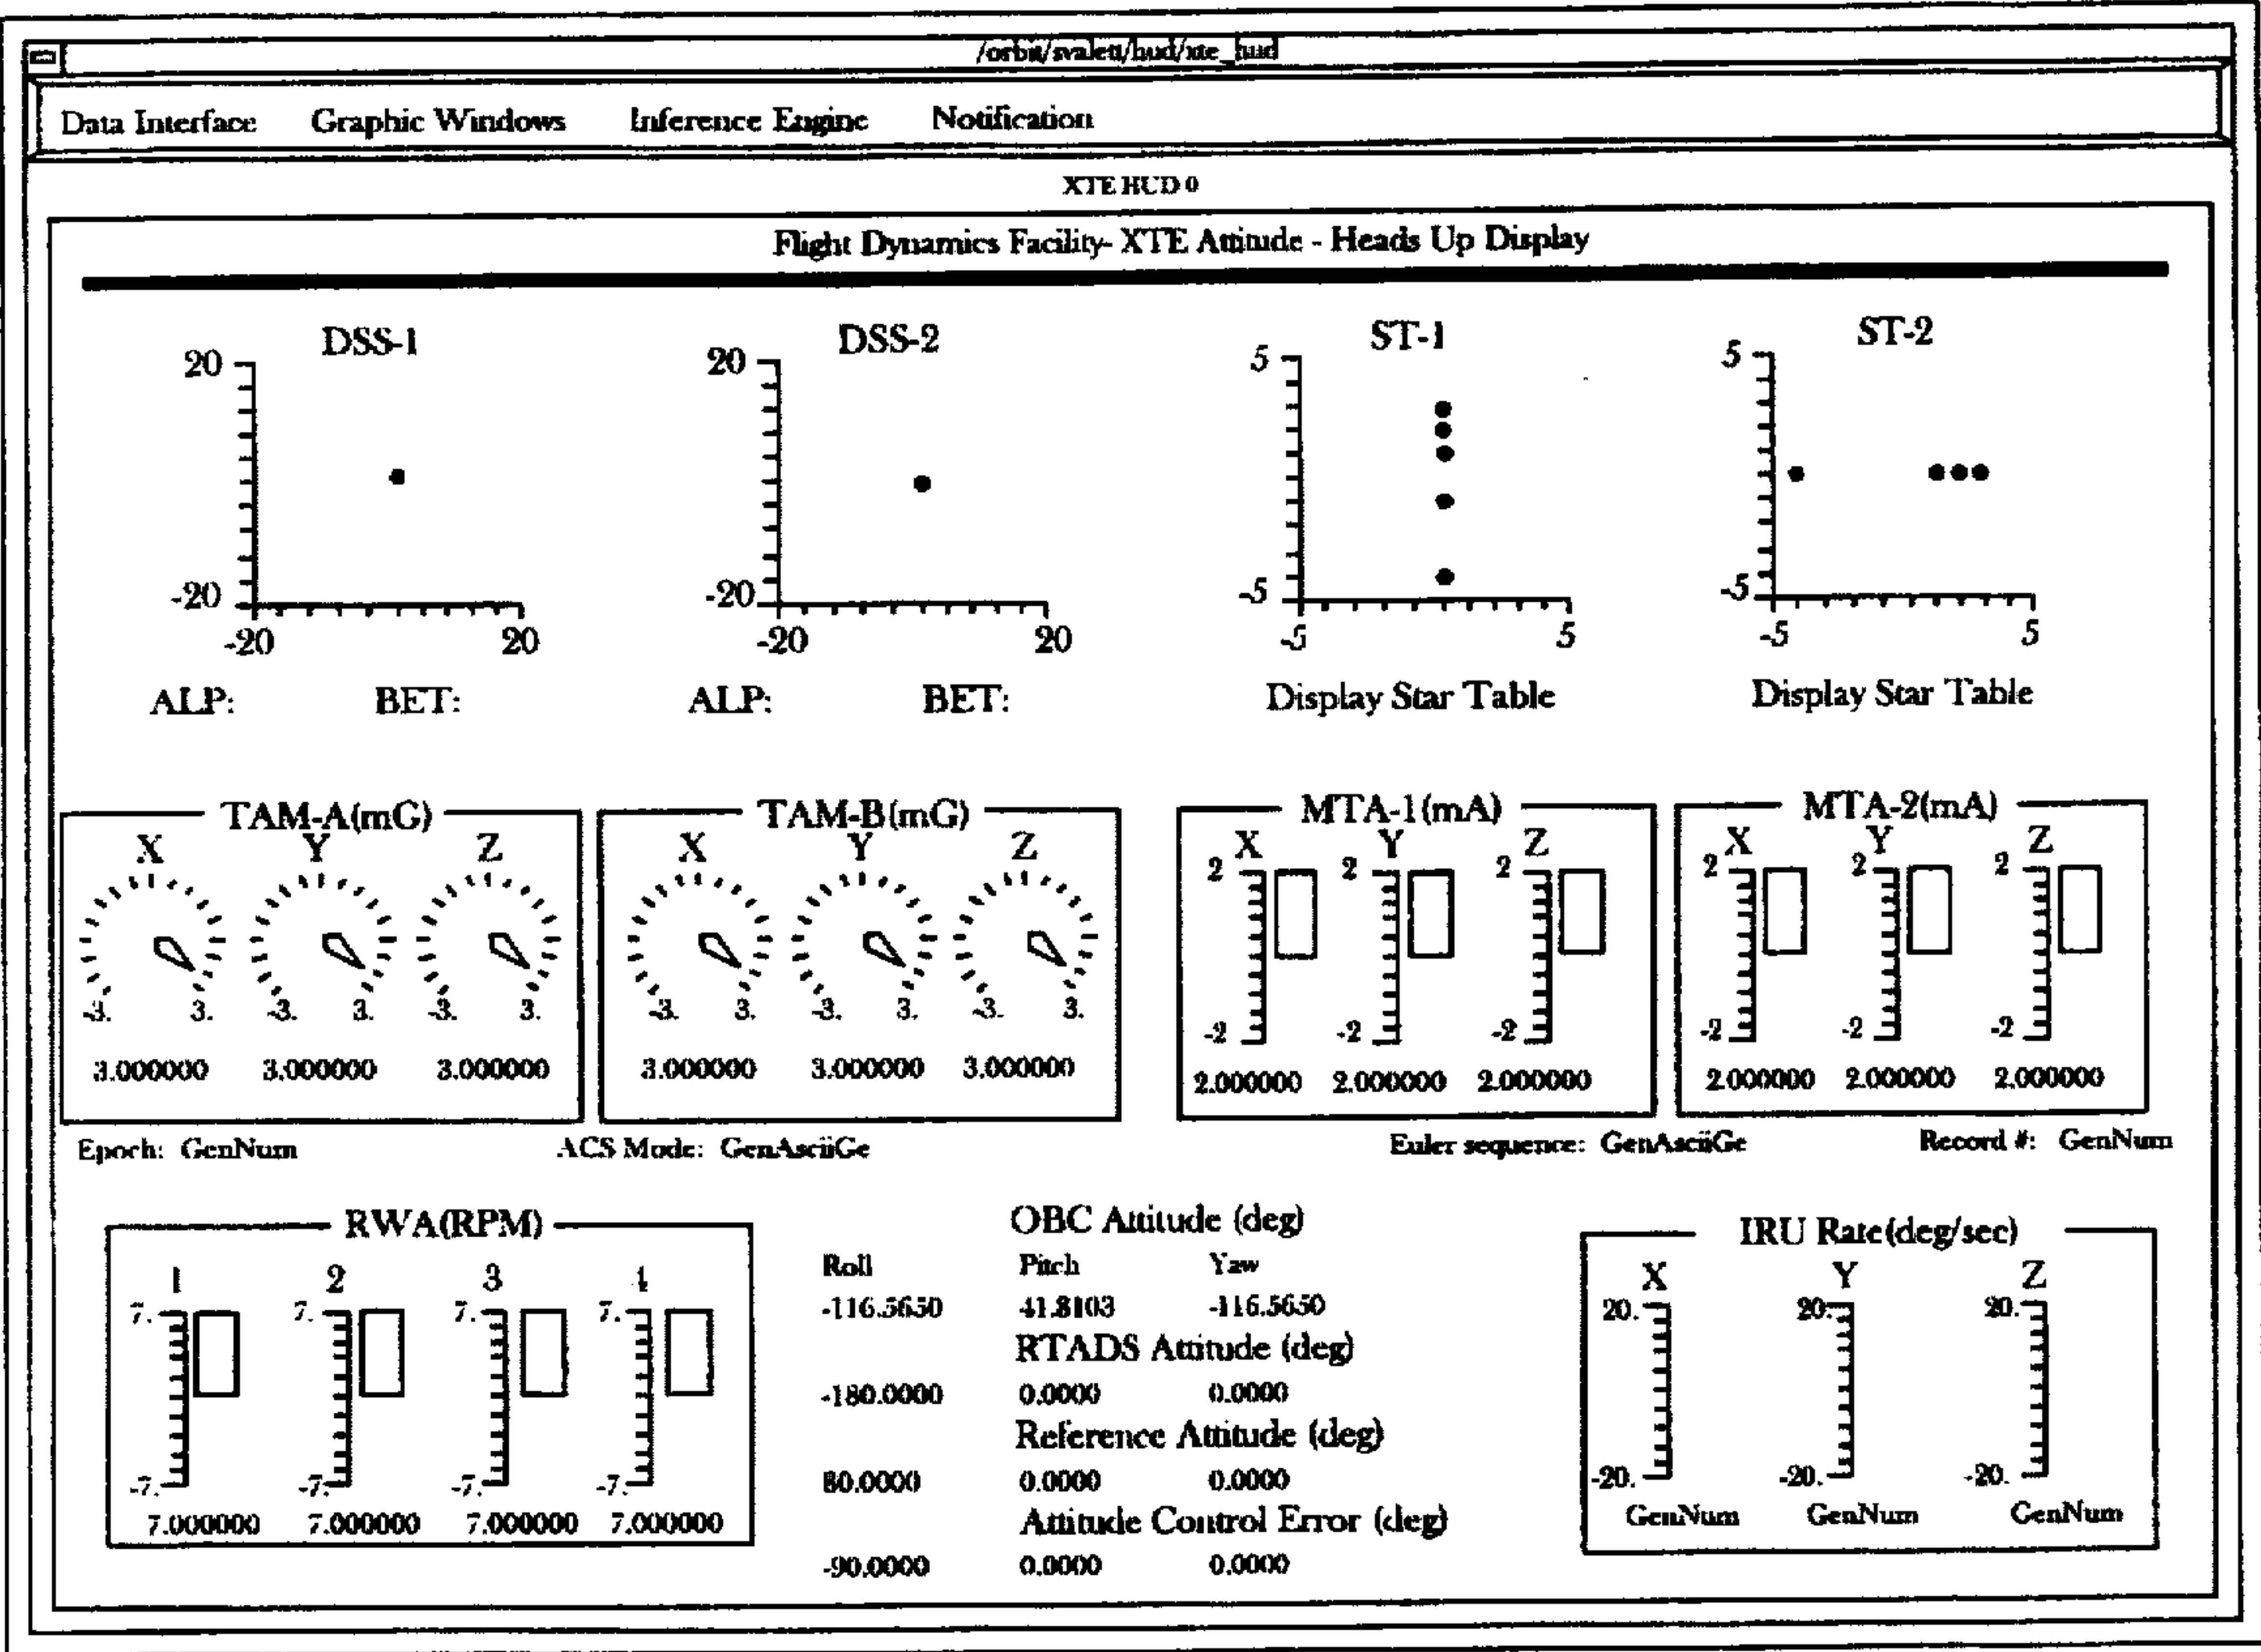 /orbit/svalett/hud/xte_hud
Data Interface Graphic Windows Inference Engine Notification
XTE HUD 0
Flight Dynamics Facility- XTE Attitude - Heads Up Display
DSS-1 DSS-2 ST-1 ST-2
20 20 5 5
-20 -20 -5 -5
-20 20 -20 20 -5 5 -5 5
ALP: BET: ALP: BET: Display Star Table Display Star Table
TAM-A(mG) TAM-B(mG) MTA-1(mA) MTA-2(mA)
X Y Z X Y Z X Y Z X Y Z
2 2 2 2 2 2
-3. 3. -3. 3. -3. 3. -3. 3. -3. 3. -3. 3. -2 -2 -2 -2 -2 -2
3.000000 3.000000 3.000000 3.000000 3.000000 3.000000 2.000000 2.000000 2.000000 2.000000 2.000000 2.000000
Epoch: GenNum ACS Mode: GenAsciiGe Euler sequence: GenAsciiGe Record #: GenNum
RWA(RPM) OBC Attitude (deg) IRU Rate(deg/sec)
1 2 3 4 Roll Pitch Yaw X Y Z
7. 7. 7. 7. -116.5650 41.8103 -116.5650 20. 20. 20.
RTADS Attitude (deg)
-180.0000 0.0000 0.0000
Reference Attitude (deg)
-7. -7. -7. -7. 80.0000 0.0000 0.0000 -20. -20. -20.
7.000000 7.000000 7.000000 7.000000 Attitude Control Error (deg) GenNum GenNum GenNum
-90.0000 0.0000 0.0000